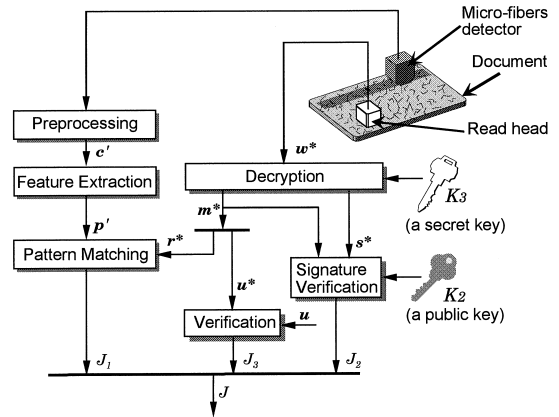 Micro-fibers
detector
Document
Read head
Preprocessing
c'
w*
Feature Extraction
Decryption
K3
(a secret key)
p'
m*
r*
s*
Pattern Matching
Signature
Verification
K2
(a public key)
u*
Verification
u
J1
J3
J2
J